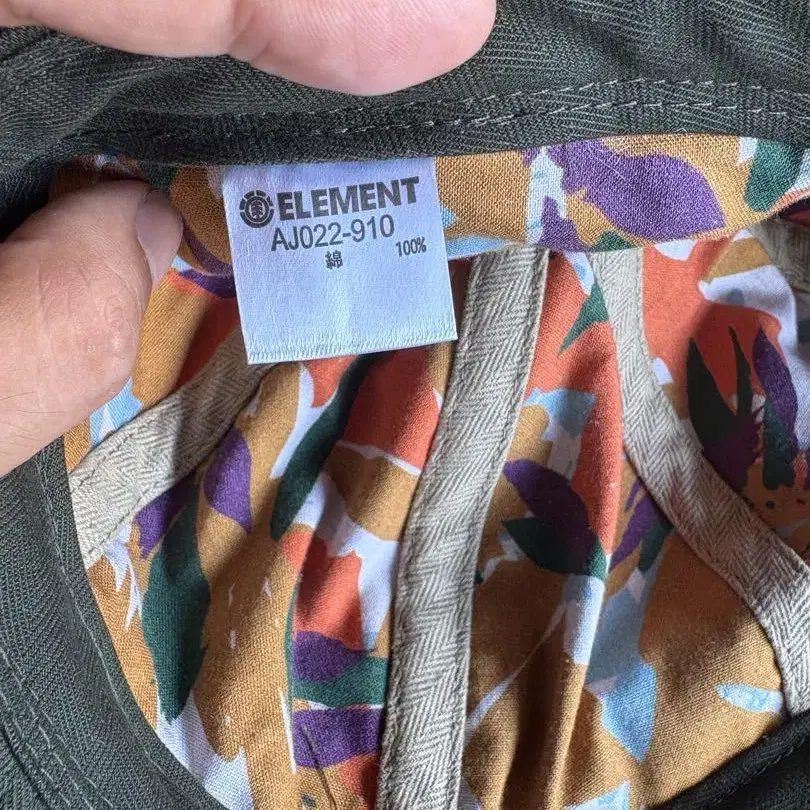 ELEMENT
AJ022-910
綿 100%